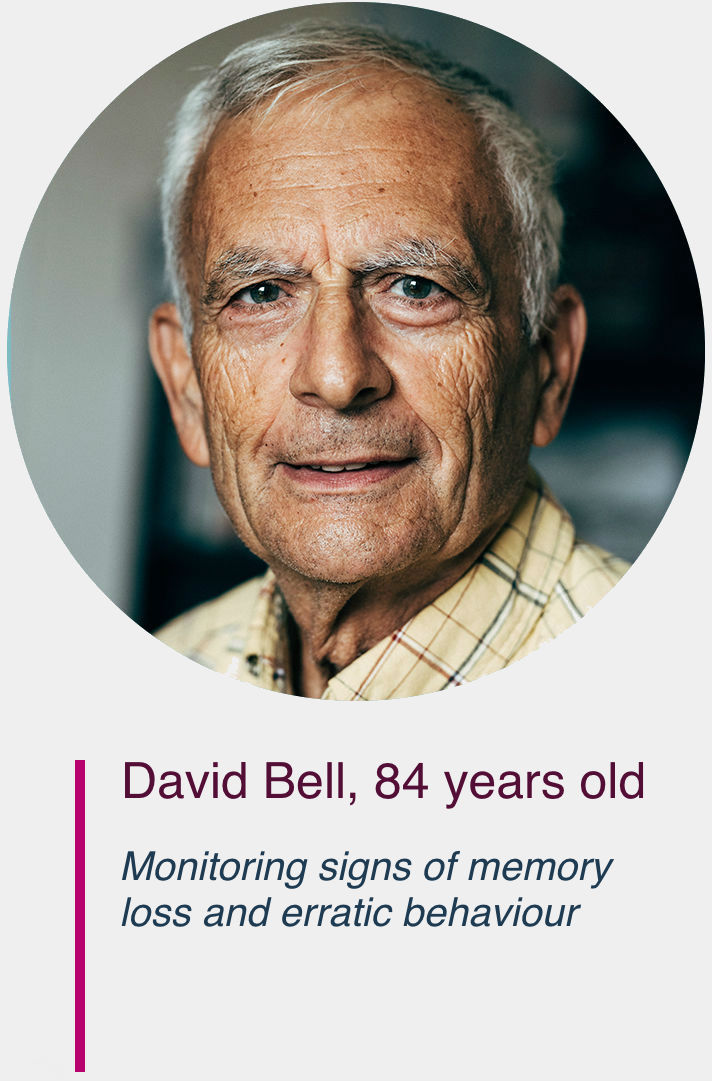 David Bell, 84 years old
Monitoring signs of memory
loss and erratic behaviour